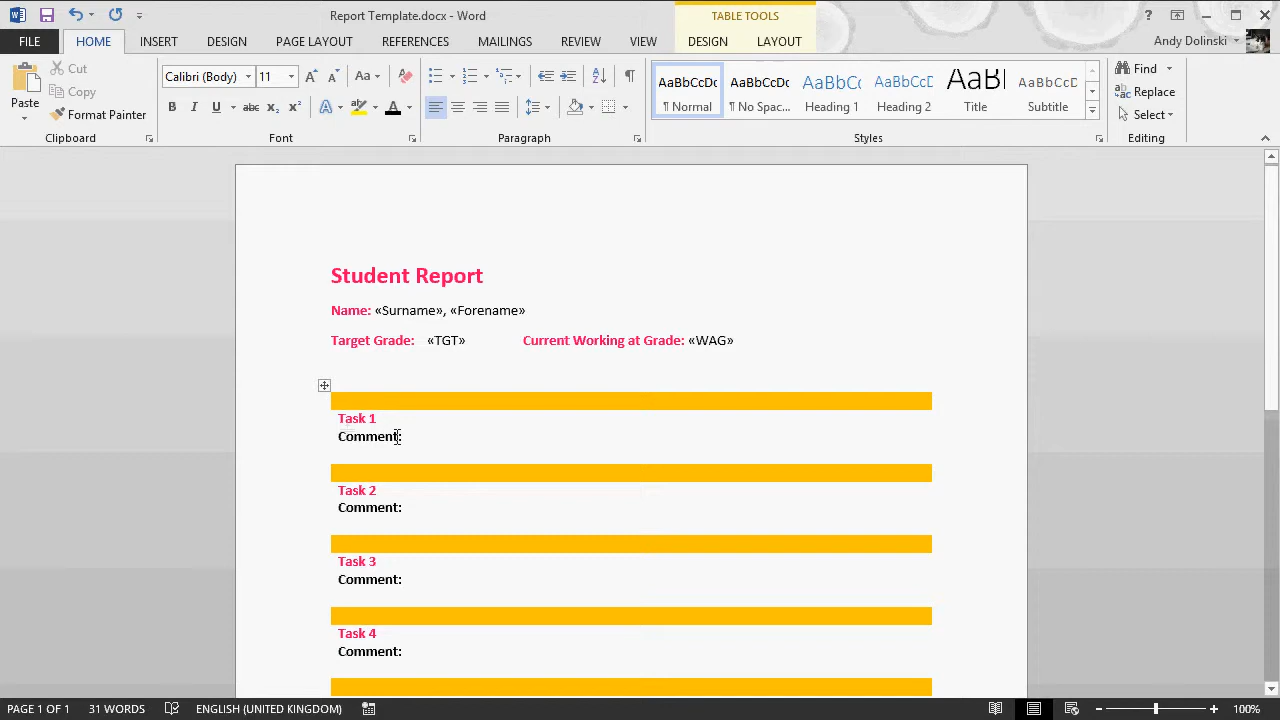 Report Template.docx - Word
TABLE TOOLS
FILE
HOME
INSERT
DESIGN
PAGE LAYOUT
REFERENCES
MAILINGS
REVIEW
VIEW
DESIGN
LAYOUT
Andy Dolinski
Paste
Cut
Copy
Format Painter
Clipboard
Calibri (Body)
11
Font
Paragraph
AaBbCcDc
¶ Normal
AaBbCcDc
¶ No Spac...
AaBbCc
Heading 1
AaBbCcD
Heading 2
AaB
Title
AaBbCcD
Subtitle
Styles
Find
Replace
Select
Editing
Student Report
Name: «Surname», «Forename»
Target Grade: «TGT» Current Working at Grade: «WAG»
Task 1
Comment:
Task 2
Comment:
Task 3
Comment:
Task 4
Comment:
PAGE 1 OF 1
31 WORDS
ENGLISH (UNITED KINGDOM)
100%